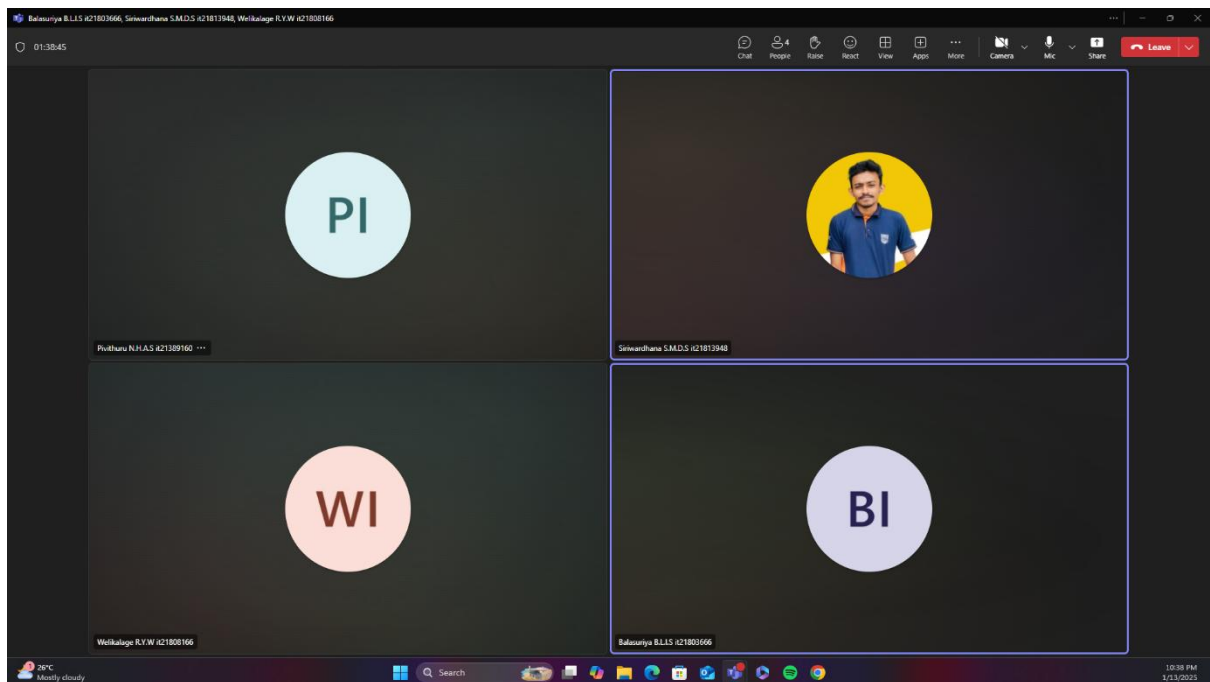 Balasuriya B.L.I.S it21803666, Siriwardhana S.M.D.S it21813948, Welikalage R.Y.W it21808166
01:38:45
Chat
People 4
Raise
React
View
Apps
More
Camera
Mic
Share
Leave
PI
Pivithuru N.H.A.S it21389160
Siriwardhana S.M.D.S it21813948
WI
Welikalage R.Y.W it21808166
BI
Balasuriya B.L.I.S it21803666
26°C
Mostly cloudy
Search
10:38 PM
1/13/2025